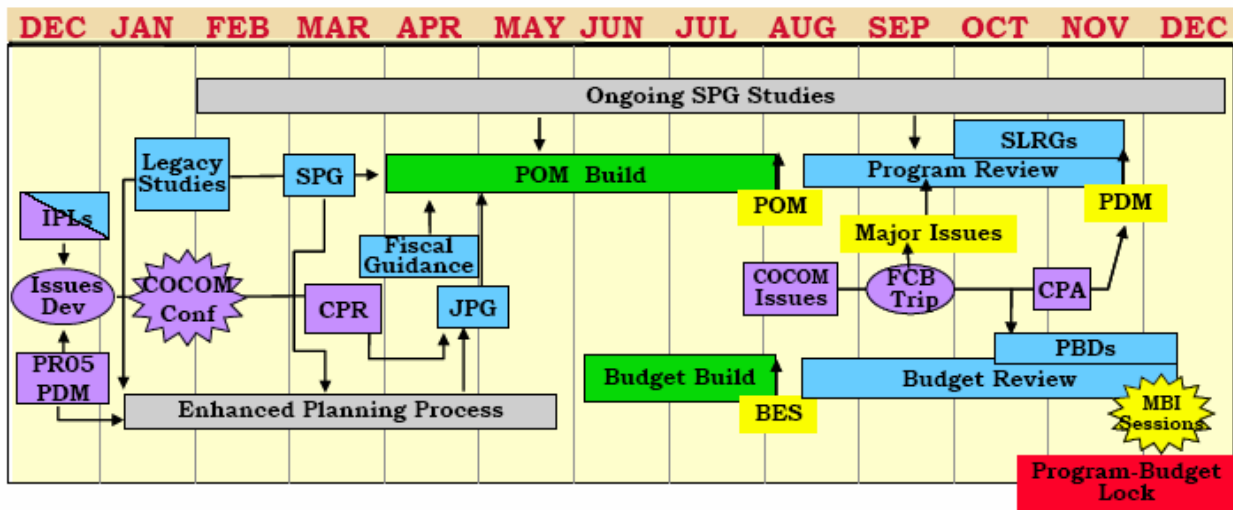 DEC JAN FEB MAR APR MAY JUN JUL AUG SEP OCT NOV DEC
Ongoing SPG Studies
SLRGs
Legacy
Studies
SPG
POM Build
Program Review
IPLs
POM
PDM
Major Issues
Fiscal
Guidance
Issues
Dev
COCOM
Conf
CPR
JPG
COCOM
Issues
FCB
Trip
CPA
PR05
PDM
PBDs
Budget Build
Budget Review
Enhanced Planning Process
BES
MBI
Sessions
Program-Budget
Lock